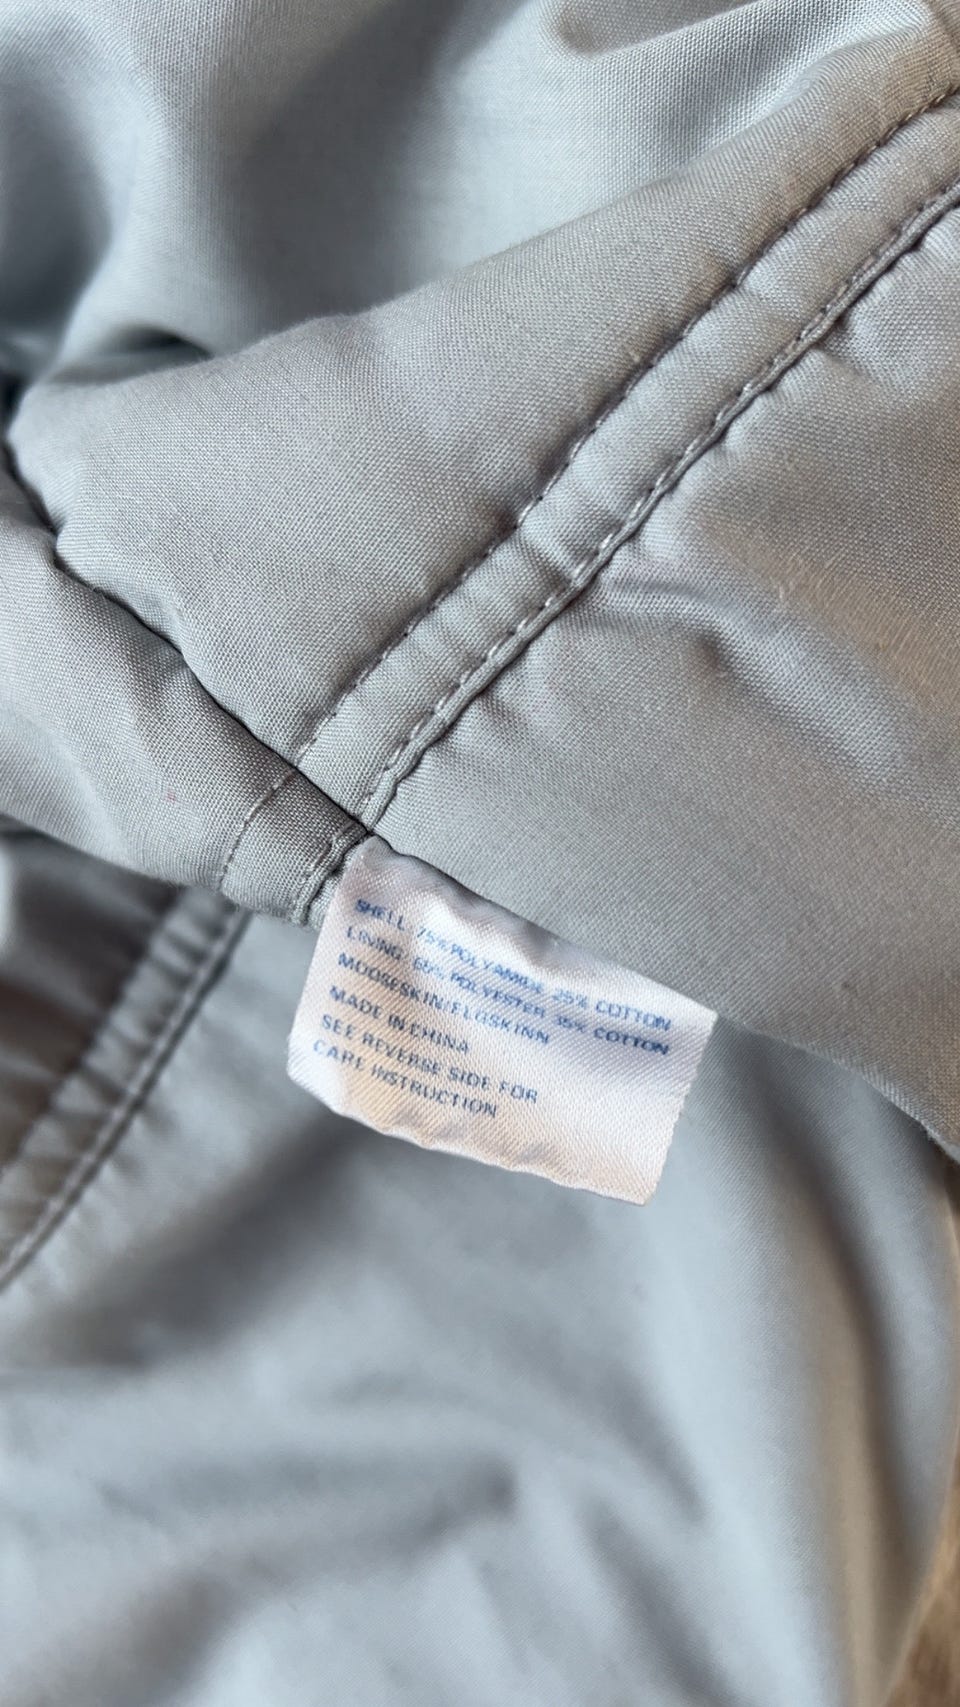 SHELL: 75% POLYAMIDE 25% COTTON
LINING: 65% POLYESTER 35% COTTON
MOOSESKIN/ELGSKINN
MADE IN CHINA
SEE REVERSE SIDE FOR
CARE INSTRUCTION